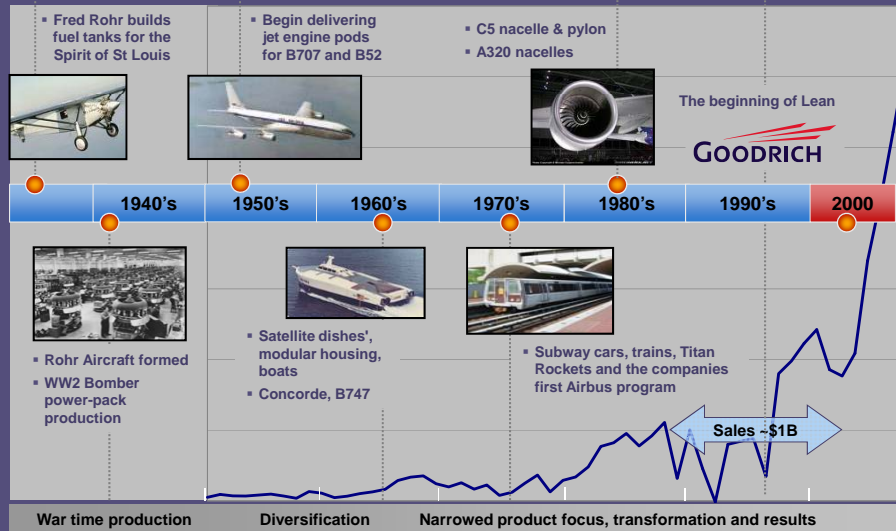 ▪ Fred Rohr builds
fuel tanks for the
Spirit of St Louis
▪ Begin delivering
jet engine pods
for B707 and B52
▪ C5 nacelle & pylon
▪ A320 nacelles
The beginning of Lean
GOODRICH
1940's
1950's
1960's
1970's
1980's
1990's
2000
▪ Rohr Aircraft formed
▪ WW2 Bomber
power-pack
production
▪ Satellite dishes',
modular housing,
boats
▪ Concorde, B747
▪ Subway cars, trains, Titan
Rockets and the companies
first Airbus program
Sales ~$1B
War time production
Diversification
Narrowed product focus, transformation and results